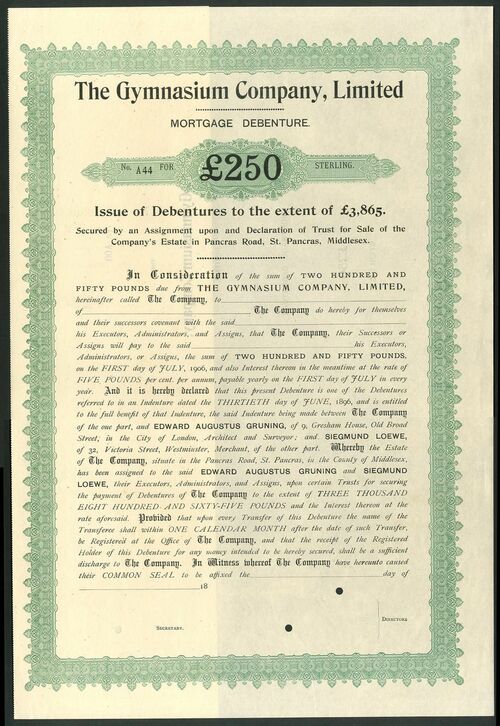 The Gymnasium Company, Limited
MORTGAGE DEBENTURE.
No. A44 FOR £250 STERLING.
Issue of Debentures to the extent of £3,865.
Secured by an Assignment upon and Declaration of Trust for Sale of the
Company's Estate in Pancras Road, St. Pancras, Middlesex.
In Consideration of the sum of TWO HUNDRED AND
FIFTY POUNDS due from THE GYMNASIUM COMPANY, LIMITED,
hereinafter called The Company, to
of The Company do hereby for themselves
and their successors covenant with the said
his Executors, Administrators, and Assigns, that The Company, their Successors or
Assigns will pay to the said his Executors,
Administrators, or Assigns, the sum of TWO HUNDRED AND FIFTY POUNDS,
on the FIRST day of JULY, 1906, and also Interest thereon in the meantime at the rate of
FIVE POUNDS per cent. per annum, payable yearly on the FIRST day of JULY in every
year. And it is hereby declared that this present Debenture is one of the Debentures
referred to in an Indenture dated the THIRTIETH day of JUNE, 1896, and is entitled
to the full benefit of that Indenture, the said Indenture being made between The Company
of the one part, and EDWARD AUGUSTUS GRUNING, of 9, Gresham House, Old Broad
Street, in the City of London, Architect and Surveyor; and SIEGMUND LOEWE,
of 32, Victoria Street, Westminster, Merchant, of the other part. Whereby the Estate
of The Company, situate in the Pancras Road, St. Pancras, in the County of Middlesex,
has been assigned to the said EDWARD AUGUSTUS GRUNING and SIEGMUND
LOEWE, their Executors, Administrators, and Assigns, upon certain Trusts for securing
the payment of Debentures of The Company to the extent of THREE THOUSAND
EIGHT HUNDRED AND SIXTY-FIVE POUNDS and the Interest thereon at the
rate aforesaid. Provided that upon every Transfer of this Debenture the name of the
Transferee shall within ONE CALENDAR MONTH after the date of such Transfer,
be Registered at the Office of The Company, and that the receipt of the Registered
Holder of this Debenture for any money intended to be hereby secured, shall be a sufficient
discharge to The Company. In Witness whereof The Company have hereunto caused
their COMMON SEAL to be affixed the day of
18
DIRECTORS
SECRETARY.